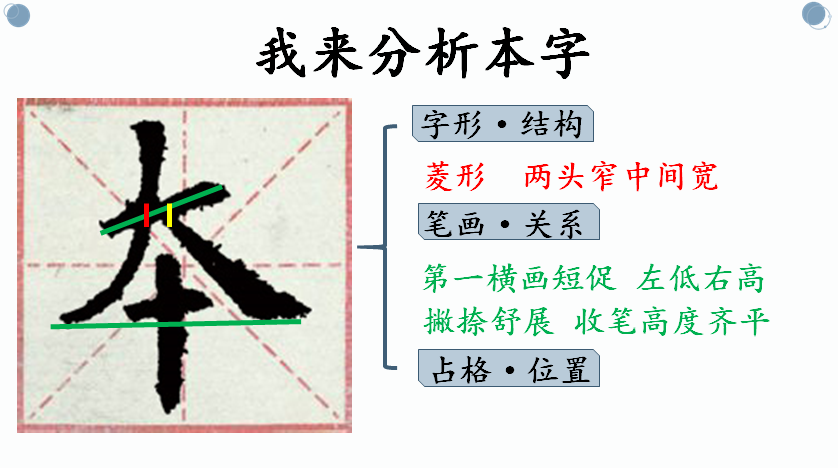 我来分析本字
本
字形·结构
菱形 两头窄中间宽
笔画·关系
第一横画短促 左低右高
撇捺舒展 收笔高度齐平
占格·位置